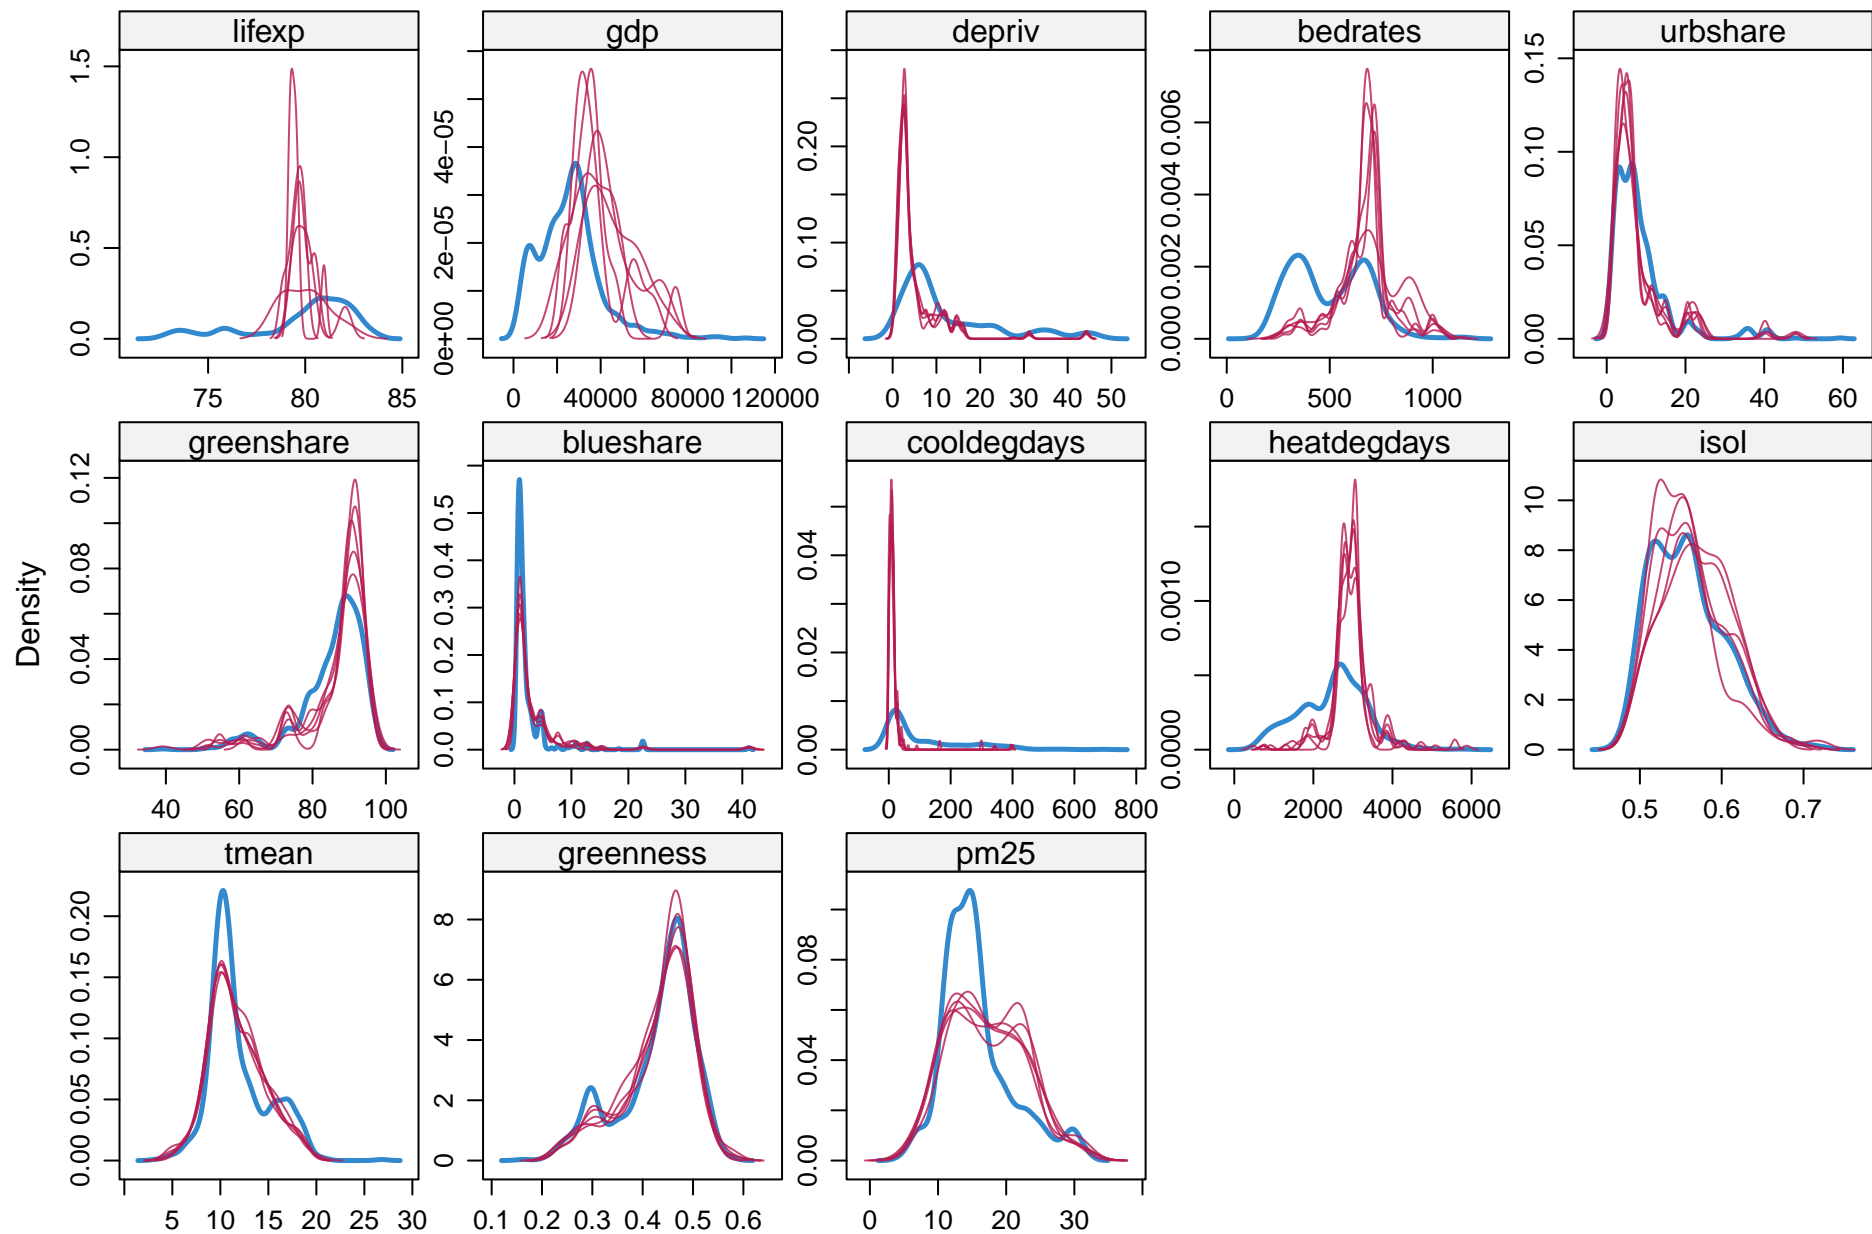 lifexp gdp depriv bedrates urbshare
0.0 0.5 1.0 1.5
0e+00 2e−05 4e−05
0.00 0.10 0.20
0.000 0.002 0.004 0.006
0.00 0.05 0.10 0.15
75 80 85
0 40000 80000 120000
0 10 20 30 40 50
0 500 1000
0 20 40 60
greenshare blueshare cooldegdays heatdegdays isol
Density
0.00 0.04 0.08 0.12
0.0 0.1 0.2 0.3 0.4 0.5
0.00 0.02 0.04
0.0000 0.0010
0 2 4 6 8 10
40 60 80 100
0 10 20 30 40
0 200 400 600 800
0 2000 4000 6000
0.5 0.6 0.7
tmean greenness pm25
0.00 0.05 0.10 0.15 0.20
0 2 4 6 8
0.00 0.04 0.08
5 10 15 20 25 30
0.1 0.2 0.3 0.4 0.5 0.6
0 10 20 30